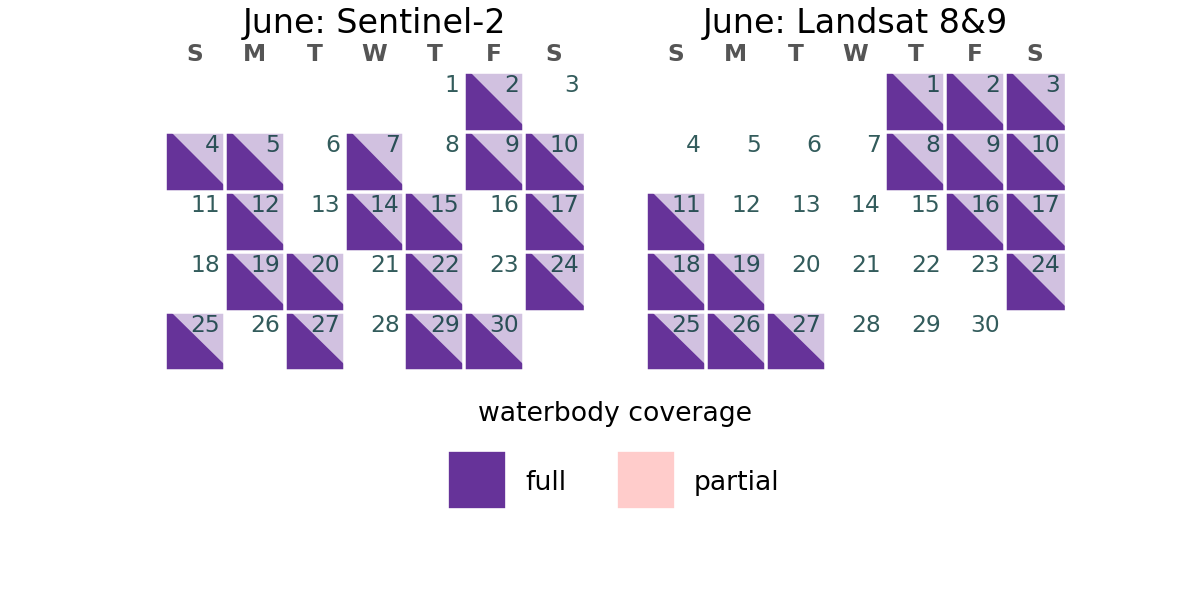 June: Sentinel-2
S M T W T F S
1 2 3
4 5 6 7 8 9 10
11 12 13 14 15 16 17
18 19 20 21 22 23 24
25 26 27 28 29 30
June: Landsat 8&9
S M T W T F S
1 2 3
4 5 6 7 8 9 10
11 12 13 14 15 16 17
18 19 20 21 22 23 24
25 26 27 28 29 30
waterbody coverage
full partial